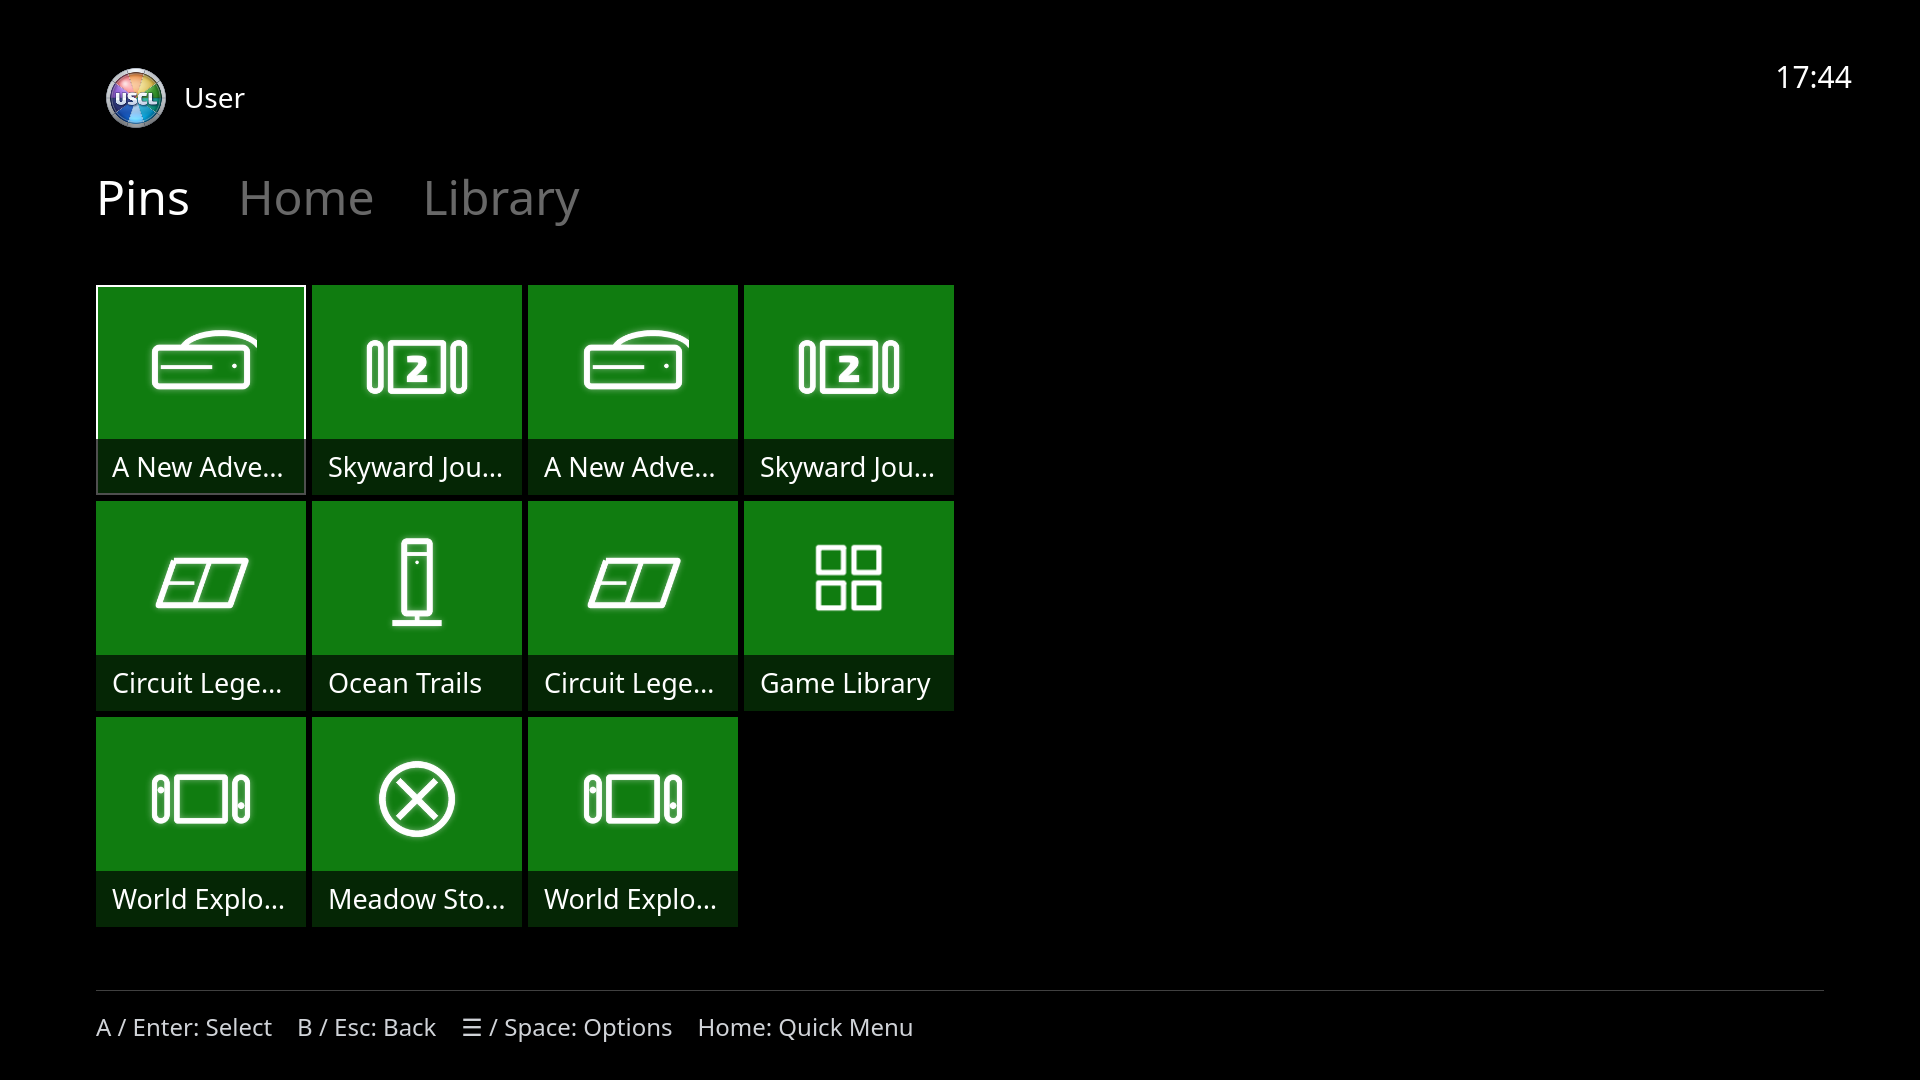 USCL User
17:44
Pins Home Library
2 2
A New Adve... Skyward Jou... A New Adve... Skyward Jou...
Circuit Lege... Ocean Trails Circuit Lege... Game Library
World Explo... Meadow Sto... World Explo...
A / Enter: Select B / Esc: Back ☰ / Space: Options Home: Quick Menu